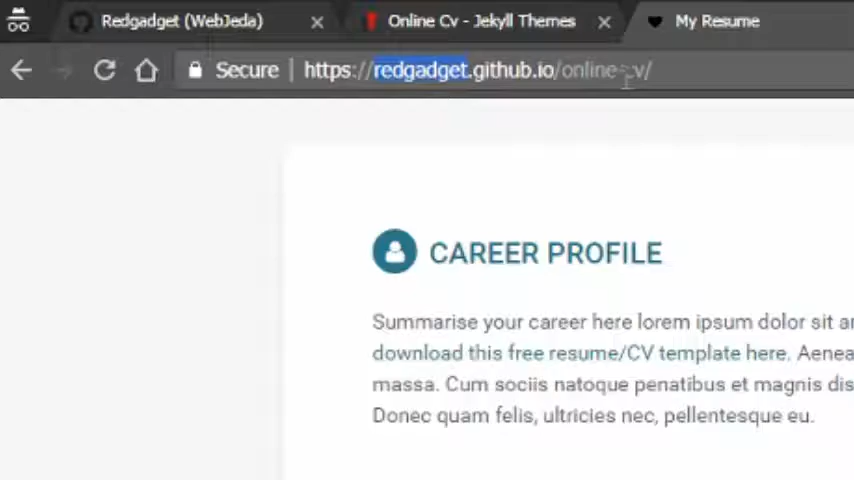 Redgadget (WebJeda)
Online Cv - Jekyll Themes
My Resume
Secure
https://redgadget.github.io/online-cv/
CAREER PROFILE
Summarise your career here lorem ipsum dolor sit
download this free resume/CV template here. Aenea
massa. Cum sociis natoque penatibus et magnis dis
Donec quam felis, ultricies nec, pellentesque eu.